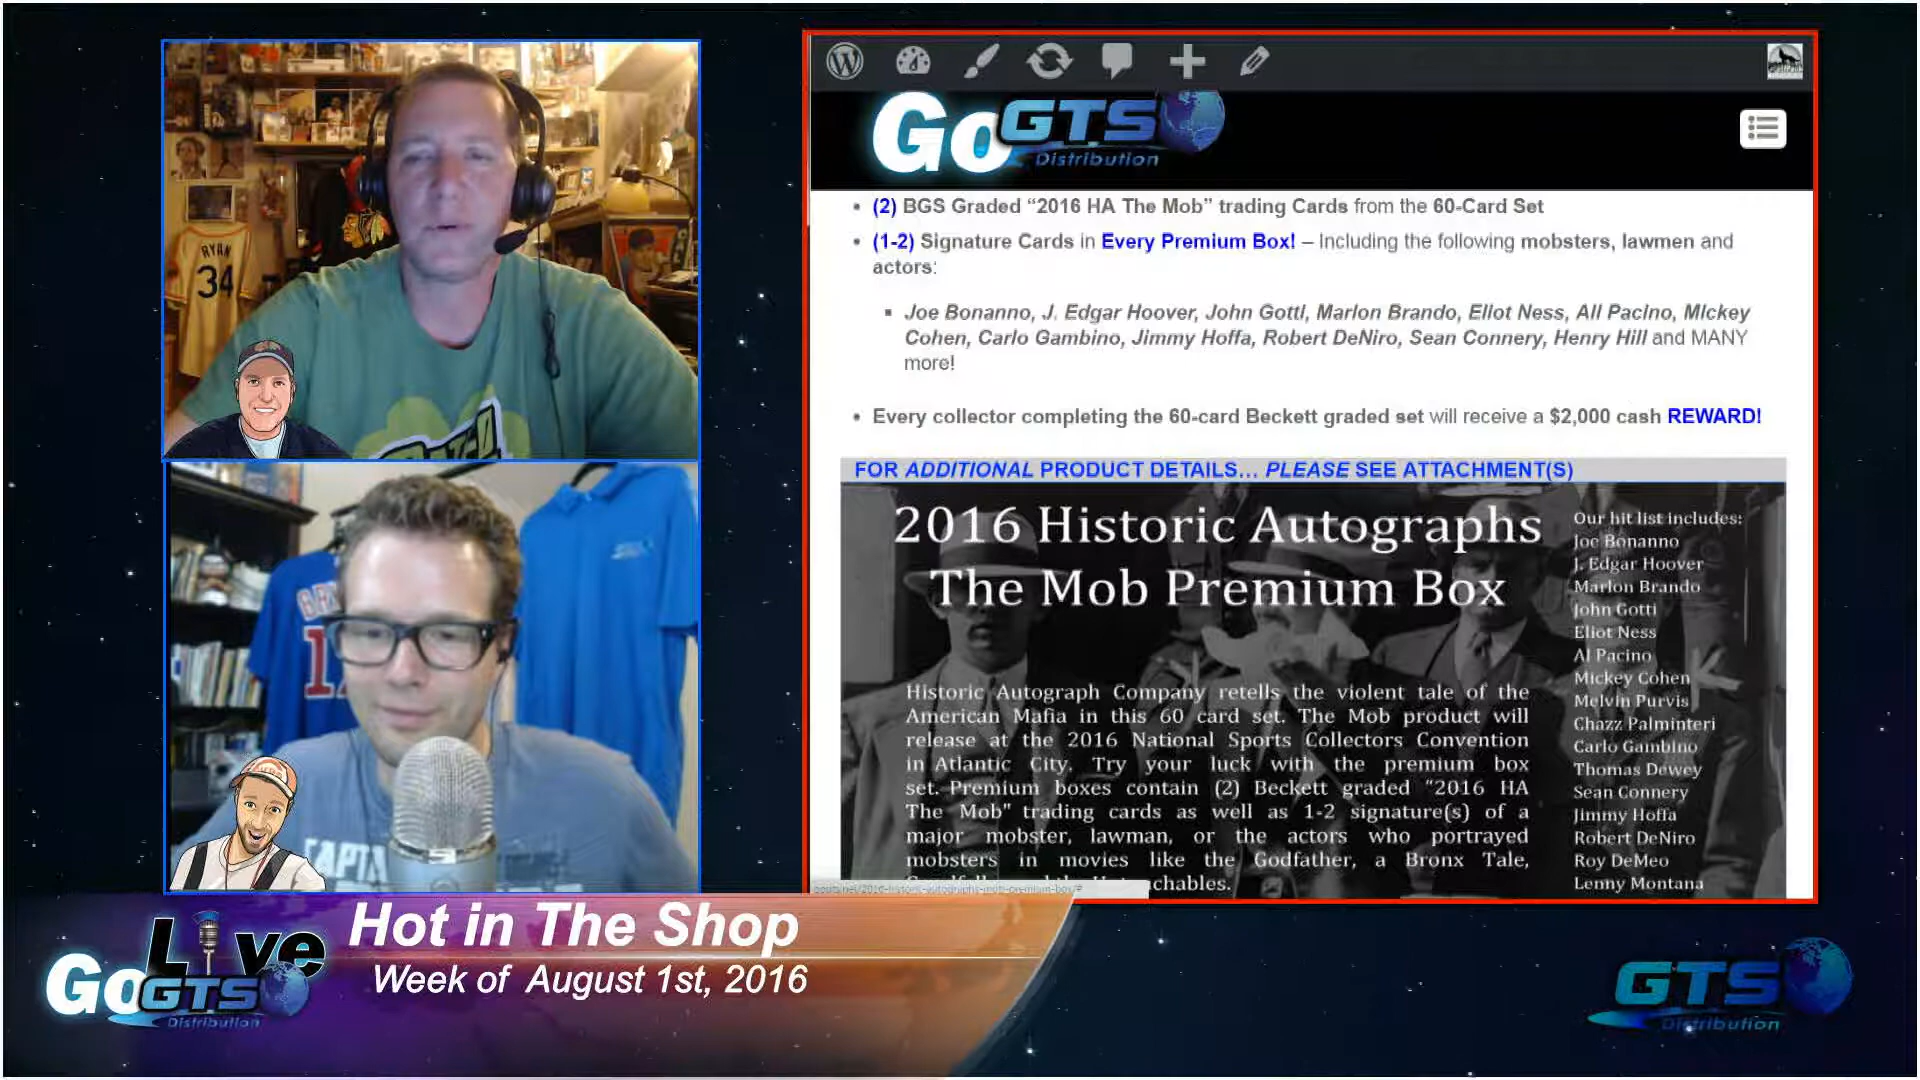 RYAN
34
Go GTS
Distribution
(2) BGS Graded “2016 HA The Mob” trading Cards from the 60-Card Set
(1-2) Signature Cards in Every Premium Box! – Including the following mobsters, lawmen and
actors:
Joe Bonanno, J. Edgar Hoover, John Gotti, Marlon Brando, Eliot Ness, All Pacino, Mickey
Cohen, Carlo Gambino, Jimmy Hoffa, Robert DeNiro, Sean Connery, Henry Hill and MANY
more!
Every collector completing the 60-card Beckett graded set will receive a $2,000 cash REWARD!
FOR ADDITIONAL PRODUCT DETAILS… PLEASE SEE ATTACHMENT(S)
2016 Historic Autographs
The Mob Premium Box
Historic Autograph Company retells the violent tale of the
American Mafia in this 60 card set. The Mob product will
release at the 2016 National Sports Collectors Convention
in Atlantic City. Try your luck with the premium box
set. Premium boxes contain (2) Beckett graded “2016 HA
The Mob” trading cards as well as 1-2 signature(s) of a
major mobster, lawman, or the actors who portrayed
mobsters in movies like the Godfather, a Bronx Tale,
Our hit list includes:
Joe Bonanno
J. Edgar Hoover
Marlon Brando
John Gotti
Eliot Ness
Al Pacino
Mickey Cohen
Melvin Purvis
Chazz Palminteri
Carlo Gambino
Thomas Dewey
Sean Connery
Jimmy Hoffa
Robert DeNiro
Roy DeMeo
Lenny Montana
Hot in The Shop
Week of August 1st, 2016
Live
Go GTS
Distribution
GTS
Distribution